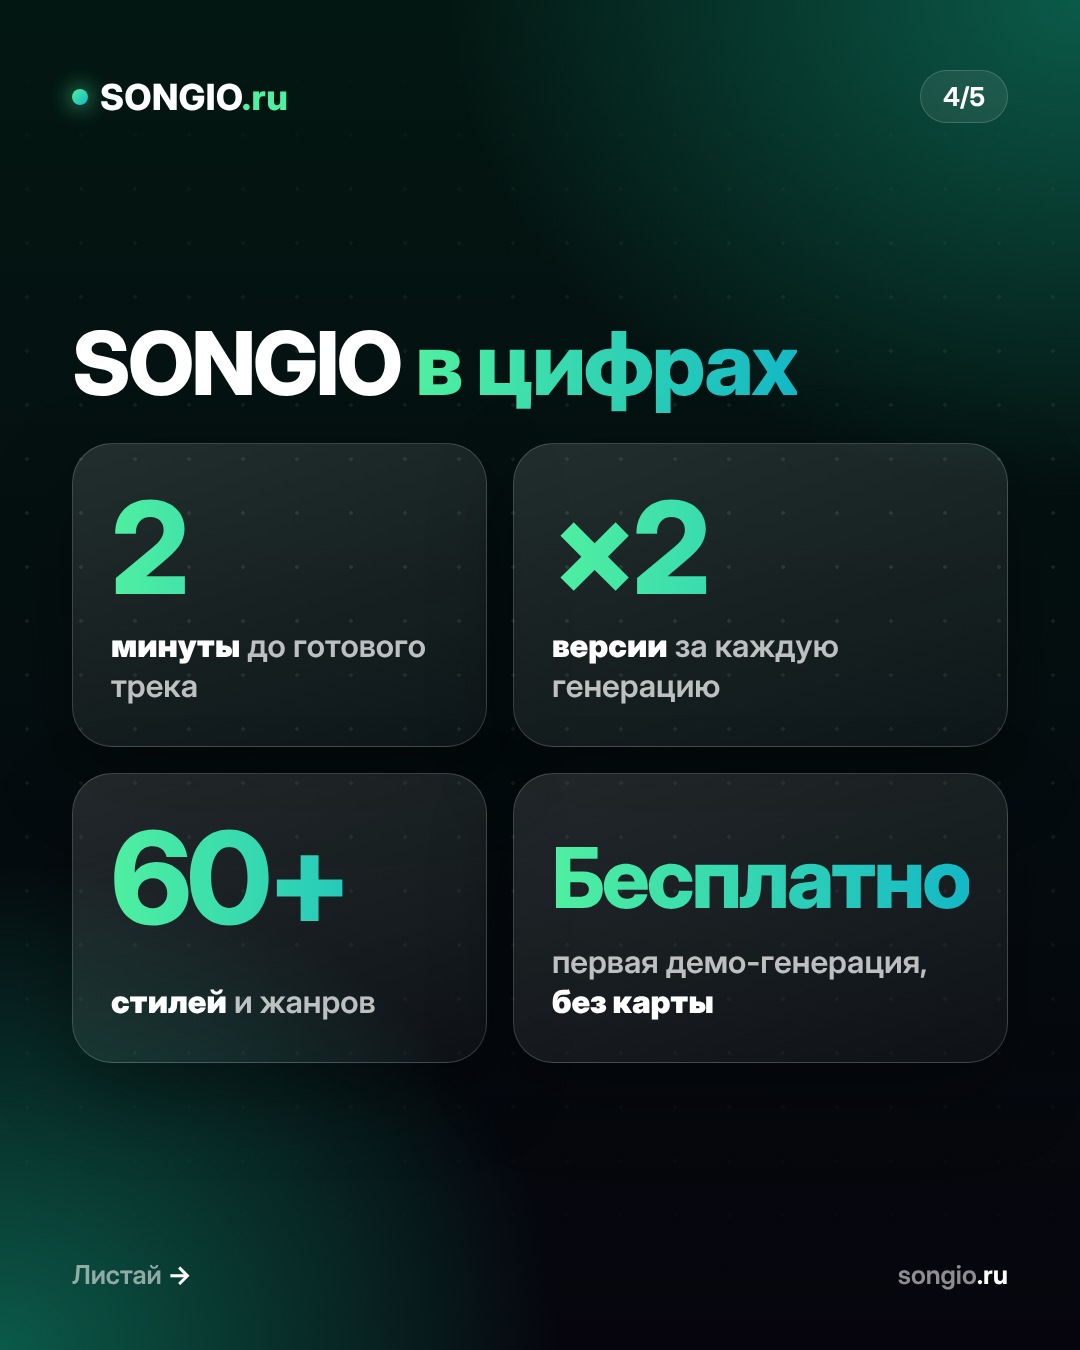 SONGIO.ru
4/5
SONGIO в цифрах
2
минуты до готового
трека
×2
версии за каждую
генерацию
60+
стилей и жанров
Бесплатно
первая демо-генерация,
без карты
Листай →
songio.ru